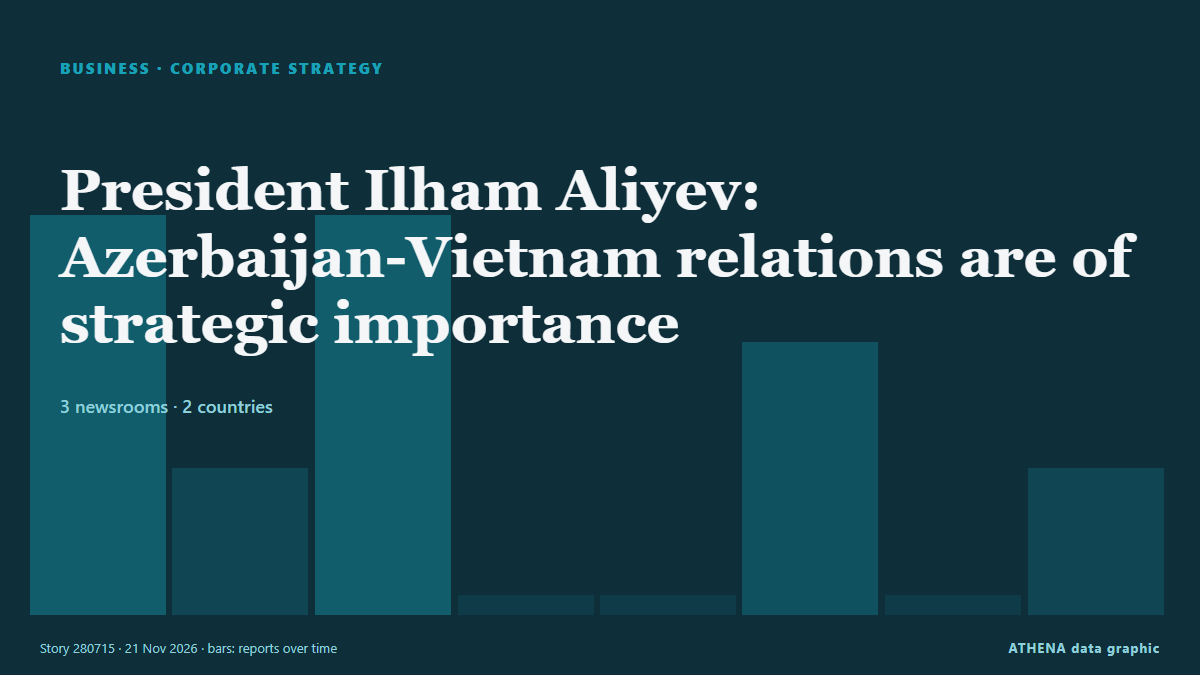 BUSINESS · CORPORATE STRATEGY
President Ilham Aliyev:
Azerbaijan-Vietnam relations are of
strategic importance
3 newsrooms · 2 countries
Story 280715 · 21 Nov 2026 · bars: reports over time
ATHENA data graphic